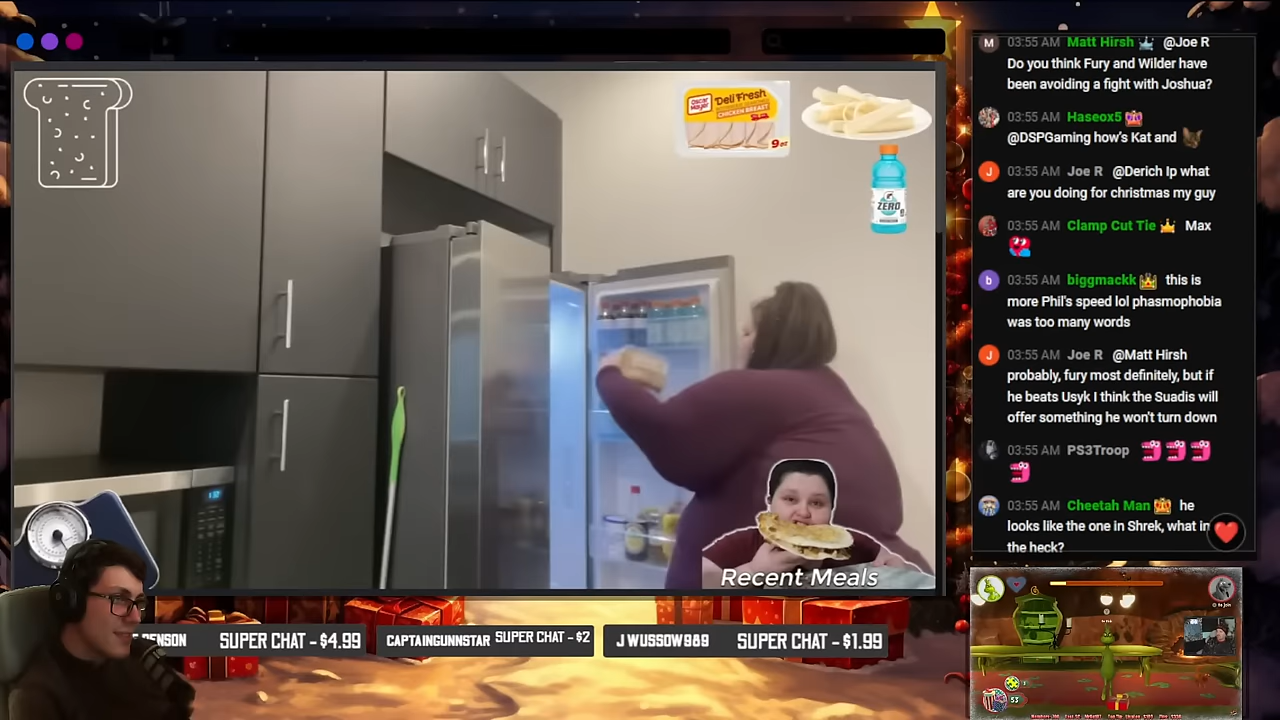 03:55 AM Matt Hirsh @Joe R
Do you think Fury and Wilder have
been avoiding a fight with Joshua?
03:55 AM Haseox5
@DSPGaming how's Kat and
03:55 AM Joe R @Derich Ip what
are you doing for christmas my guy
03:55 AM Clamp Cut Tie Max
03:55 AM biggmackk this is
more Phil's speed lol phasmophobia
was too many words
03:55 AM Joe R @Matt Hirsh
probably, fury most definitely, but if
he beats Usyk I think the Suadis will
offer something he won't turn down
03:55 AM PS3Troop
03:55 AM Cheetah Man he
looks like the one in Shrek, what in
the heck?
M
J
b
J
Oscar Mayer
Deli Fresh
CHICKEN BREAST
9oz
ZERO
Recent Meals
SUPER CHAT - $4.99
CAPTAINGUNNSTAR SUPER CHAT - $2
J WUSSOW989 SUPER CHAT - $1.99
53